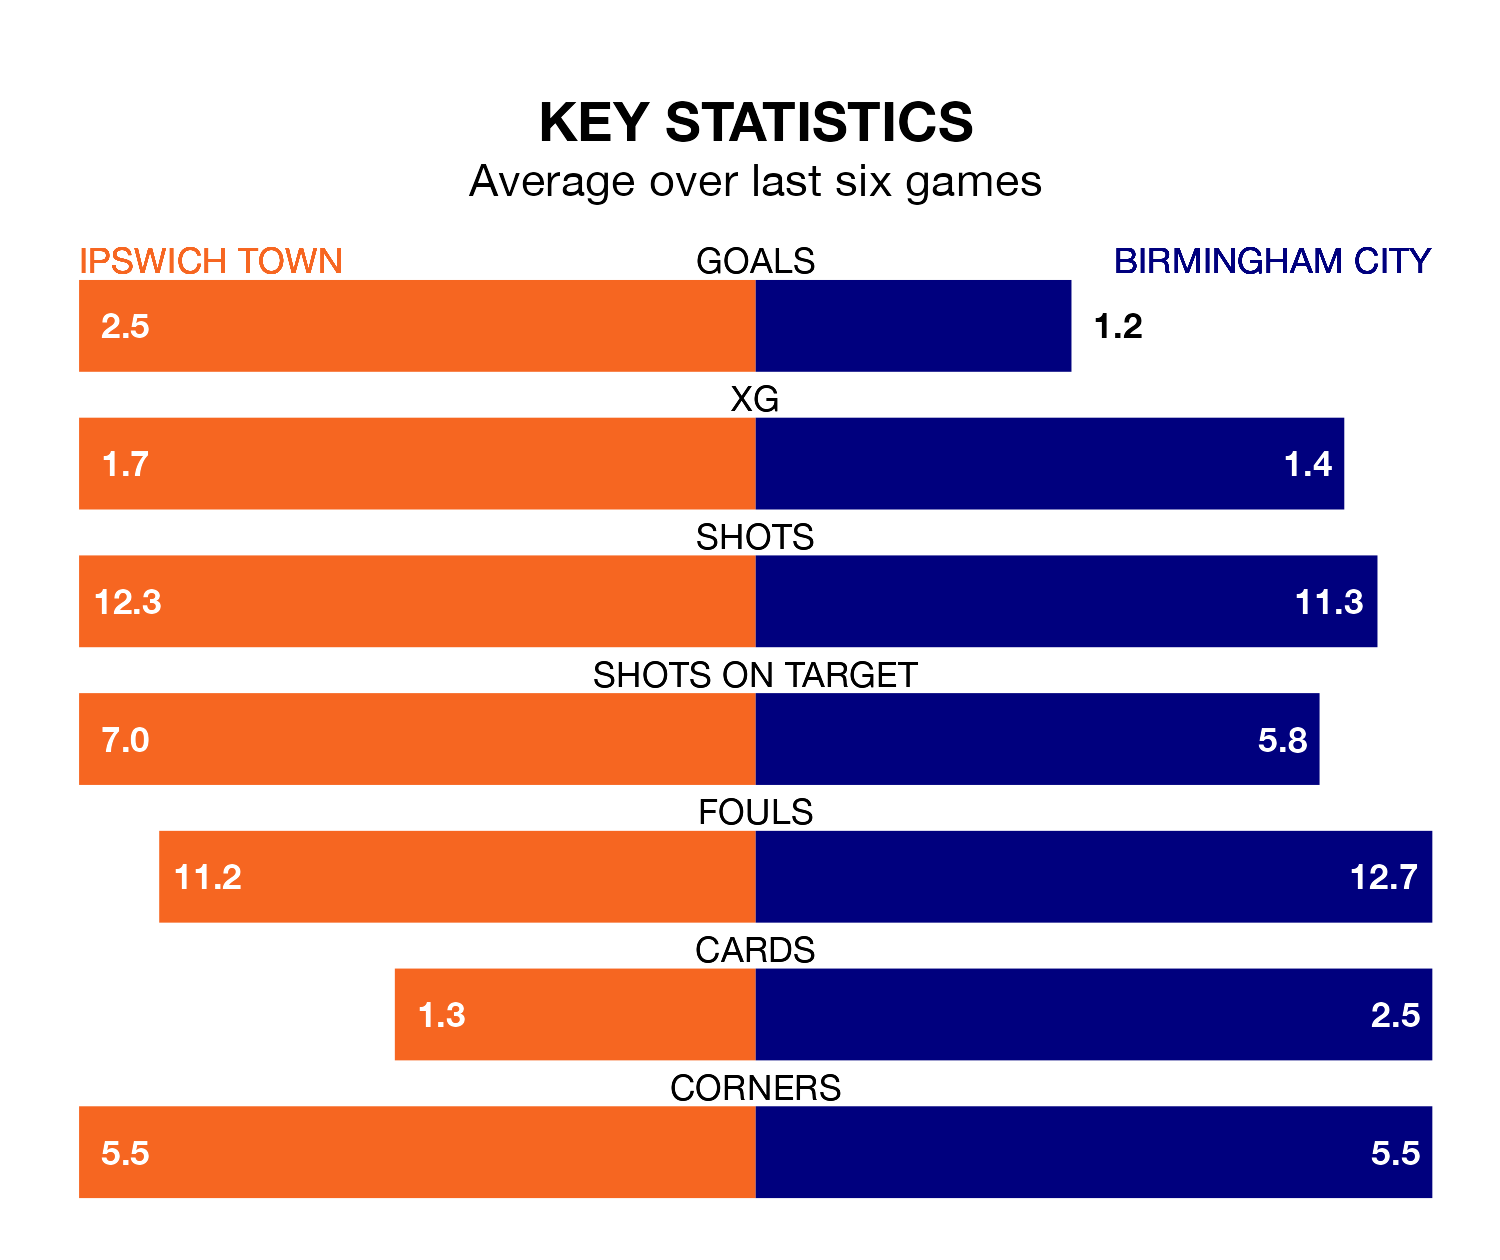 KEY STATISTICS
Average over last six games
IPSWICH TOWN GOALS BIRMINGHAM CITY
2.5 1.2
XG
1.7 1.4
SHOTS
12.3 11.3
SHOTS ON TARGET
7.0 5.8
FOULS
11.2 12.7
CARDS
1.3 2.5
CORNERS
5.5 5.5